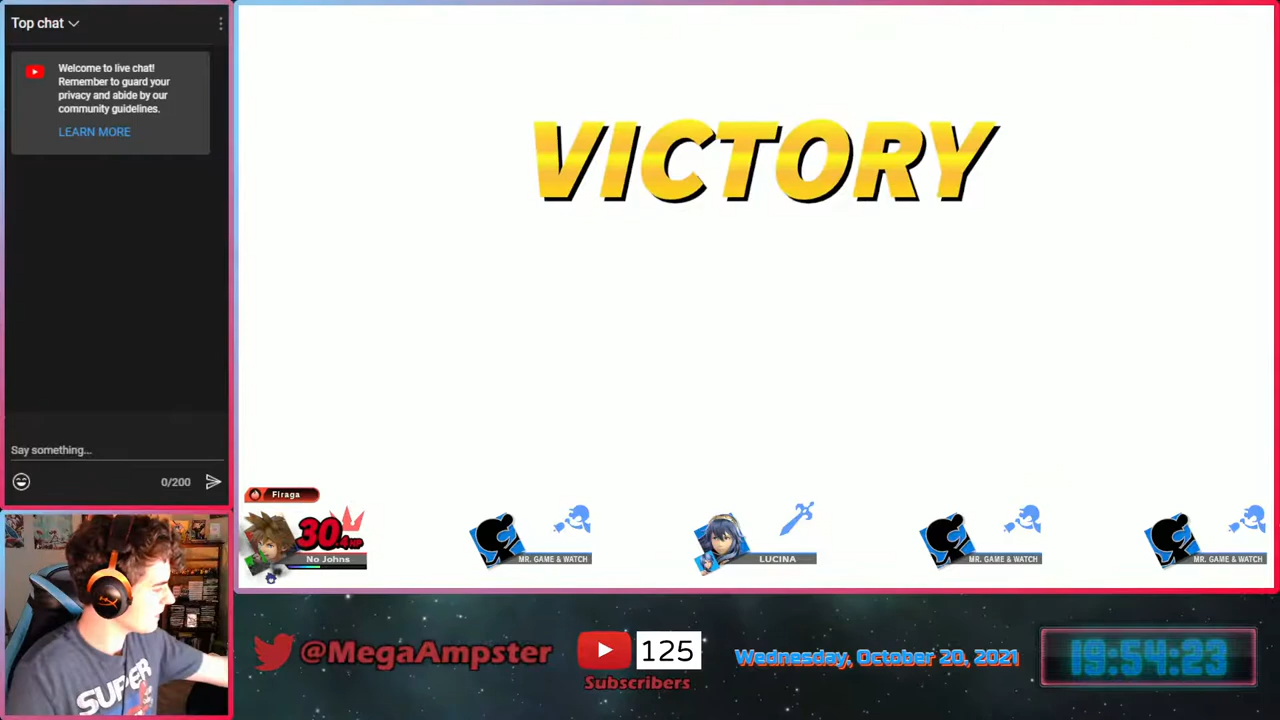 Top chat
Welcome to live chat!
Remember to guard your
privacy and abide by our
community guidelines.
LEARN MORE
Say something...
0/200
VICTORY
Firaga
30.4HP
No Johns
MR. GAME & WATCH
LUCINA
MR. GAME & WATCH
MR. GAME & WATCH
SUPER
@MegaAmpster
125
Subscribers
Wednesday, October 20, 2021
19:54:23